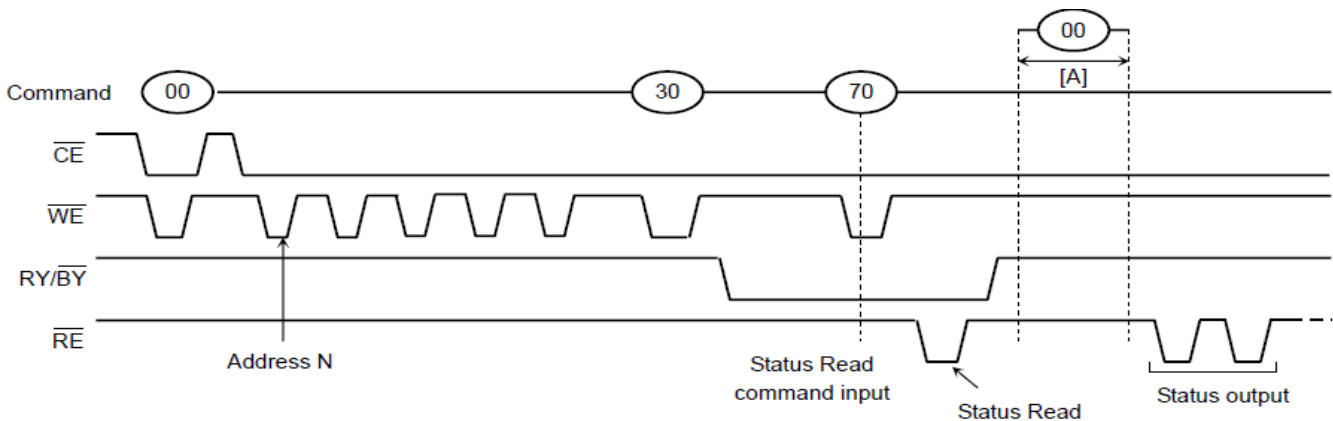 00
[A]
Command 00 30 70
CE
WE
RY/BY
RE
Address N
Status Read
command input
Status Read
Status output